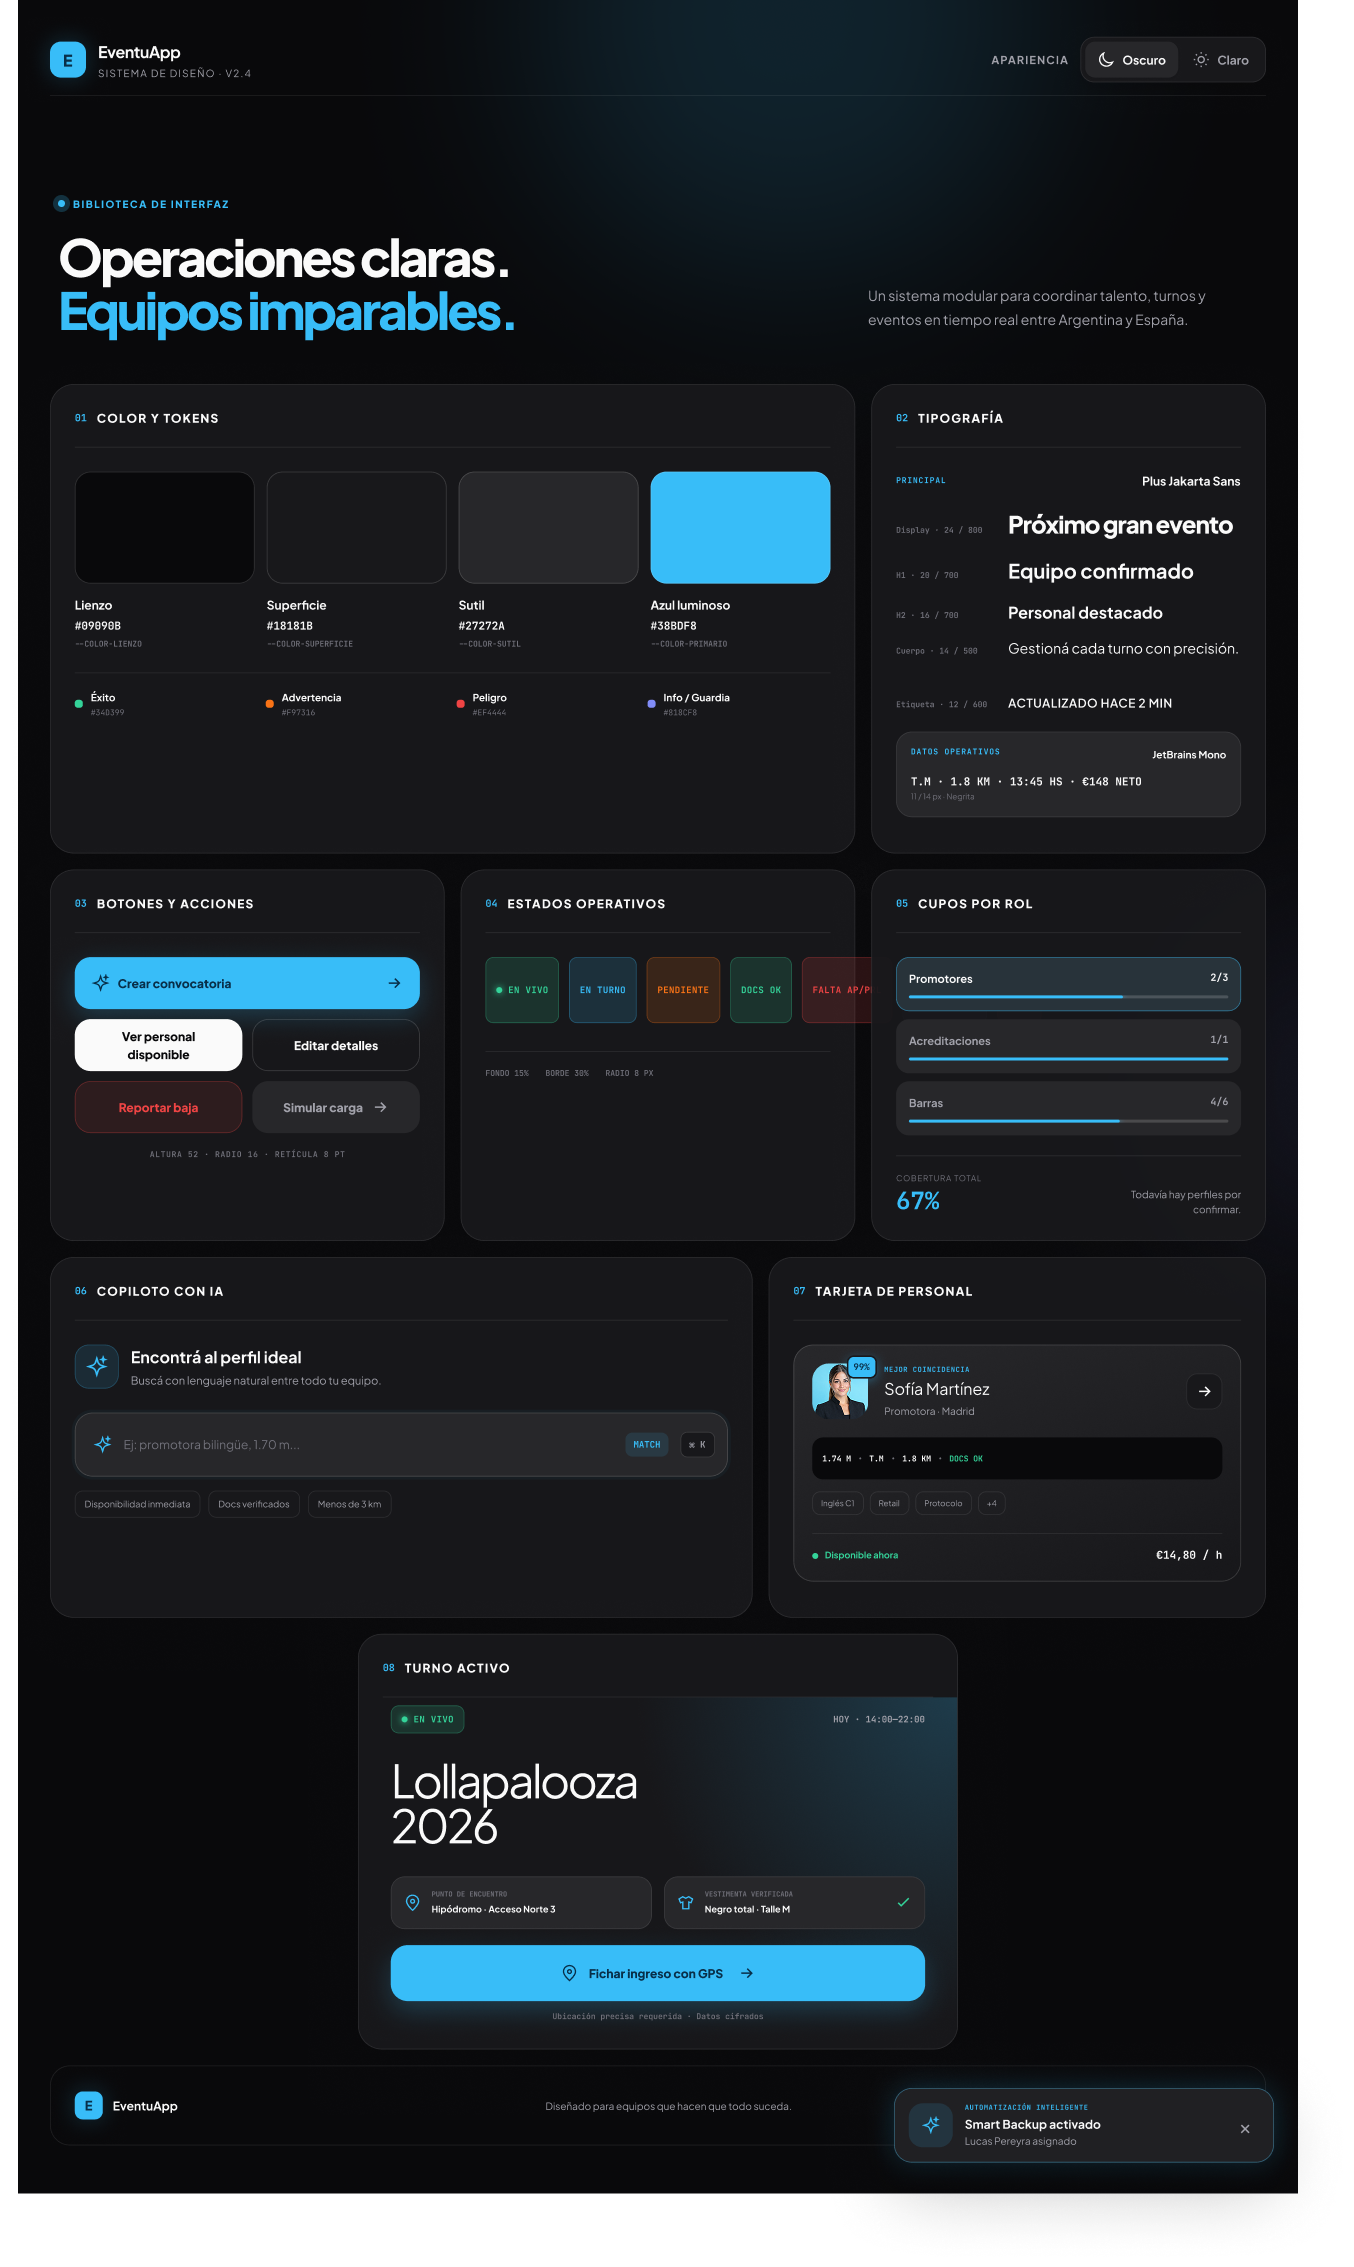 E
EventuApp
SISTEMA DE DISEÑO · V2.4
APARIENCIA
Oscuro
Claro
BIBLIOTECA DE INTERFAZ
Operaciones claras.
Equipos imparables.
Un sistema modular para coordinar talento, turnos y
eventos en tiempo real entre Argentina y España.
01 COLOR Y TOKENS
Lienzo
#09090B
--COLOR-LIENZO
Superficie
#18181B
--COLOR-SUPERFICIE
Sutil
#27272A
--COLOR-SUTIL
Azul luminoso
#38BDF8
--COLOR-PRIMARIO
Éxito
#34D399
Advertencia
#F97316
Peligro
#EF4444
Info / Guardia
#818CF8
02 TIPOGRAFÍA
PRINCIPAL
Plus Jakarta Sans
Display · 24 / 800
Próximo gran evento
H1 · 20 / 700
Equipo confirmado
H2 · 16 / 700
Personal destacado
Cuerpo · 14 / 500
Gestioná cada turno con precisión.
Etiqueta · 12 / 600
ACTUALIZADO HACE 2 MIN
DATOS OPERATIVOS
JetBrains Mono
T.M · 1.8 KM · 13:45 HS · €148 NETO
11 / 14 px · Negrita
03 BOTONES Y ACCIONES
Crear convocatoria
Ver personal
disponible
Editar detalles
Reportar baja
Simular carga
ALTURA 52 · RADIO 16 · RETÍCULA 8 PT
04 ESTADOS OPERATIVOS
EN VIVO
EN TURNO
PENDIENTE
DOCS OK
FALTA AP/P
FONDO 15%
BORDE 30%
RADIO 8 PX
05 CUPOS POR ROL
Promotores
2/3
Acreditaciones
1/1
Barras
4/6
COBERTURA TOTAL
67%
Todavía hay perfiles por
confirmar.
06 COPILOTO CON IA
Encontrá al perfil ideal
Buscá con lenguaje natural entre todo tu equipo.
Ej: promotora bilingüe, 1.70 m...
MATCH
⌘ K
Disponibilidad inmediata
Docs verificados
Menos de 3 km
07 TARJETA DE PERSONAL
99%
MEJOR COINCIDENCIA
Sofía Martínez
Promotora · Madrid
1.74 M · T.M · 1.8 KM · DOCS OK
Inglés C1
Retail
Protocolo
+4
Disponible ahora
€14,80 / h
08 TURNO ACTIVO
EN VIVO
HOY · 14:00—22:00
Lollapalooza
2026
PUNTO DE ENCUENTRO
Hipódromo · Acceso Norte 3
VESTIMENTA VERIFICADA
Negro total · Talle M
Fichar ingreso con GPS
Ubicación precisa requerida · Datos cifrados
E
EventuApp
Diseñado para equipos que hacen que todo suceda.
AUTOMATIZACIÓN INTELIGENTE
Smart Backup activado
Lucas Pereyra asignado